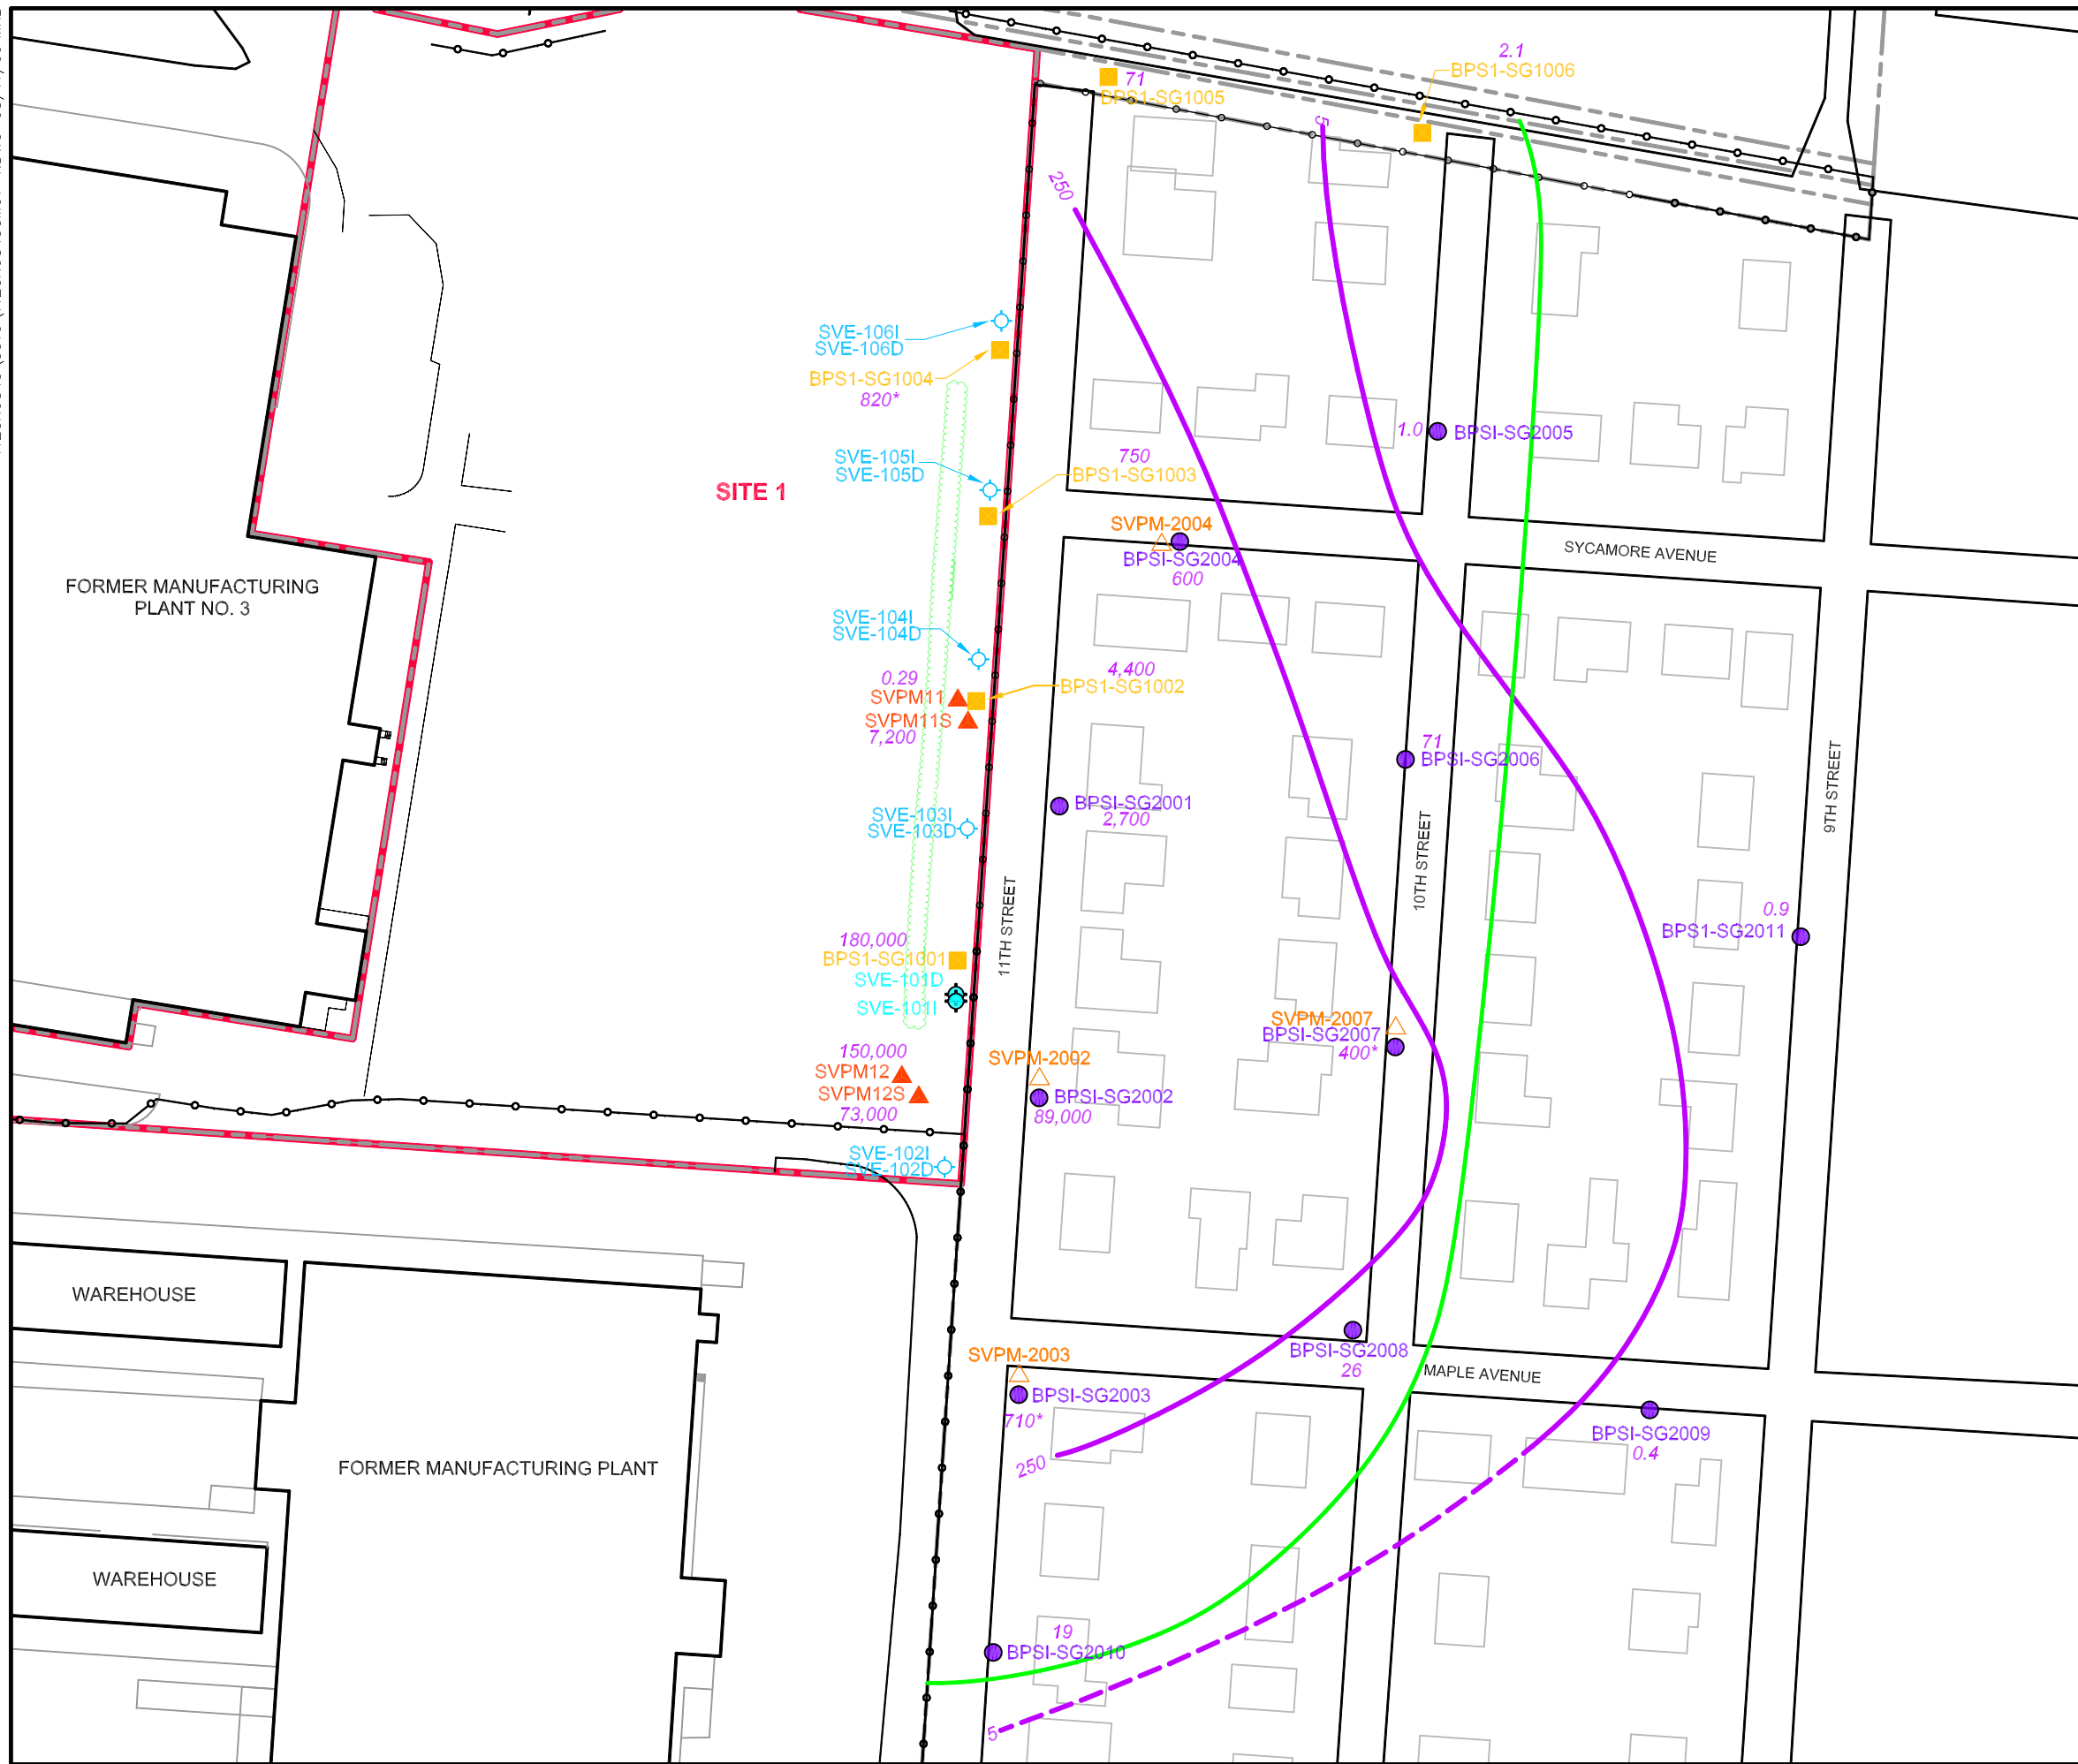 2.1
BPS1-SG1006
71
BPS1-SG1005
5
250
SVE-106I
SVE-106D
BPS1-SG1004
820*
1.0
BPSI-SG2005
SVE-105I
SVE-105D
750
BPS1-SG1003
SITE 1
SVPM-2004
BPSI-SG2004
600
SYCAMORE AVENUE
FORMER MANUFACTURING
PLANT NO. 3
SVE-104I
SVE-104D
0.29
SVPM11
SVPM11S
7,200
4,400
BPS1-SG1002
71
BPSI-SG2006
BPSI-SG2001
2,700
9TH STREET
SVE-103I
SVE-103D
10TH STREET
11TH STREET
0.9
BPS1-SG2011
180,000
BPS1-SG1001
SVE-101D
SVE-101I
SVPM-2007
BPSI-SG2007
400*
150,000
SVPM12
SVPM12S
73,000
SVPM-2002
BPSI-SG2002
89,000
SVE-102I
SVE-102D
WAREHOUSE
BPSI-SG2008
26
SVPM-2003
BPSI-SG2003
710*
MAPLE AVENUE
250
BPSI-SG2009
0.4
FORMER MANUFACTURING PLANT
WAREHOUSE
19
BPSI-SG2010
5